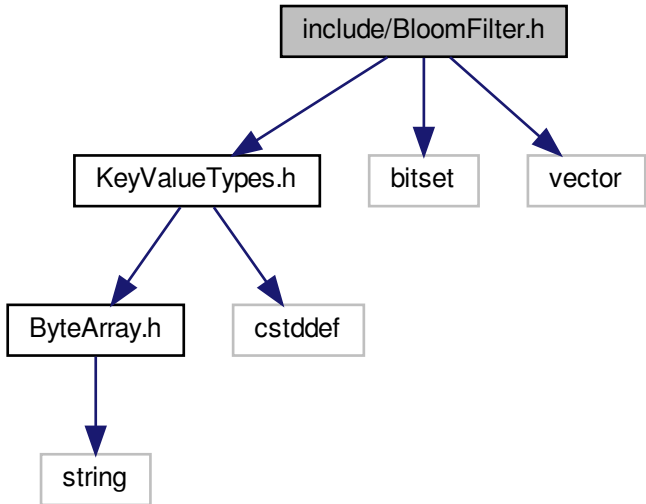 include/BloomFilter.h
KeyValueTypes.h
bitset
vector
ByteArray.h
cstddef
string